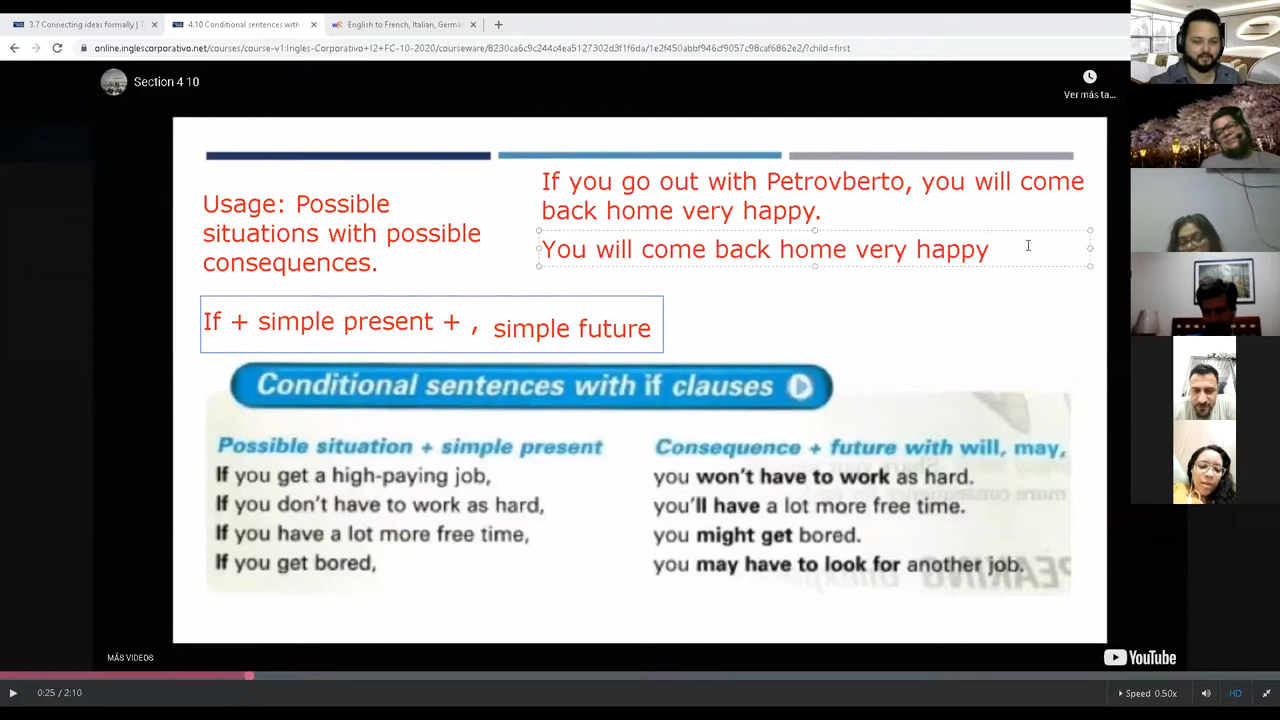 3.7 Connecting ideas formally | T
4.10 Conditional sentences with
English to French, Italian, German
online.inglescorporativo.net/courses/course-v1:Ingles-Corporativo+I2+FC-10-2020/courseware/8230ca6c9c244c4ea5127302d3f1f6da/1e2f450abbf946cf9057c98caf6862e2/?child=first
Section 4 10
Ver más ta...
If you go out with Petrovberto, you will come
back home very happy.
Usage: Possible
situations with possible
consequences.
You will come back home very happy
If + simple present + , simple future
Conditional sentences with if clauses
Possible situation + simple present
Consequence + future with will, may,
If you get a high-paying job,
you won't have to work as hard.
If you don't have to work as hard,
you'll have a lot more free time.
If you have a lot more free time,
you might get bored.
If you get bored,
you may have to look for another job.
MÁS VIDEOS
YouTube
0:25 / 2:10
Speed 0.50x
HD